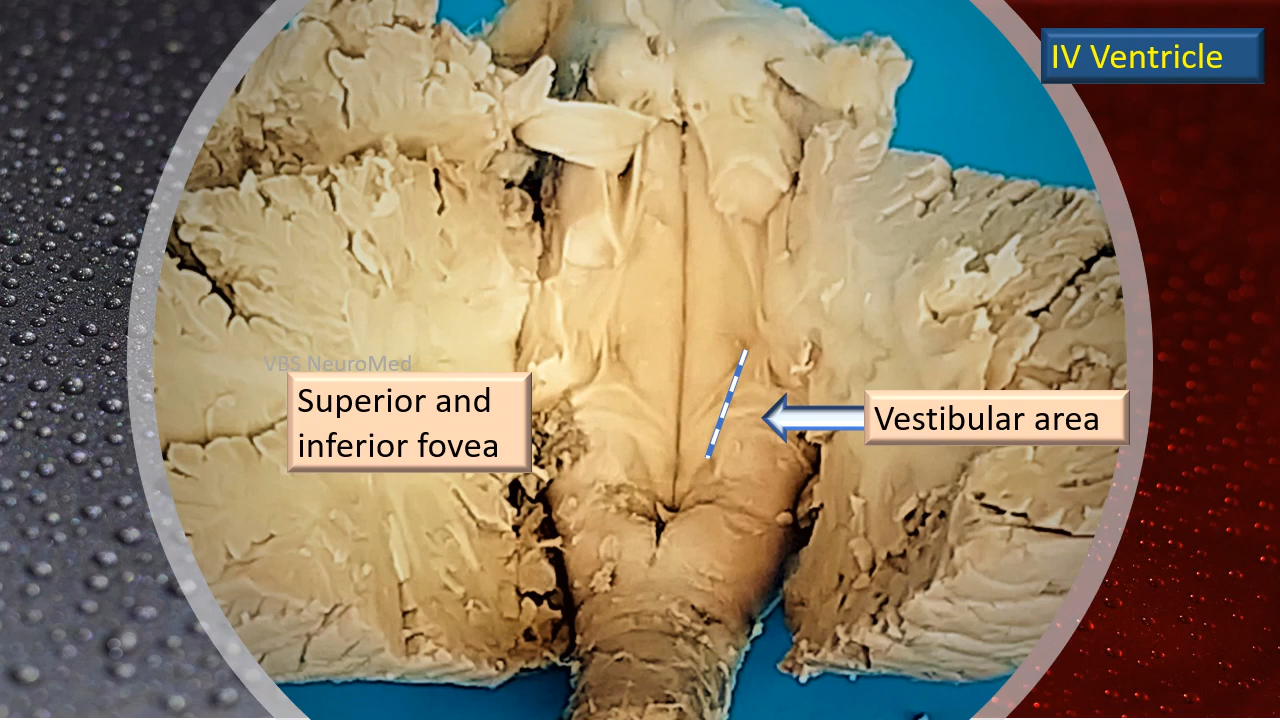 IV Ventricle
VBS NeuroMed
Superior and
inferior fovea
Vestibular area